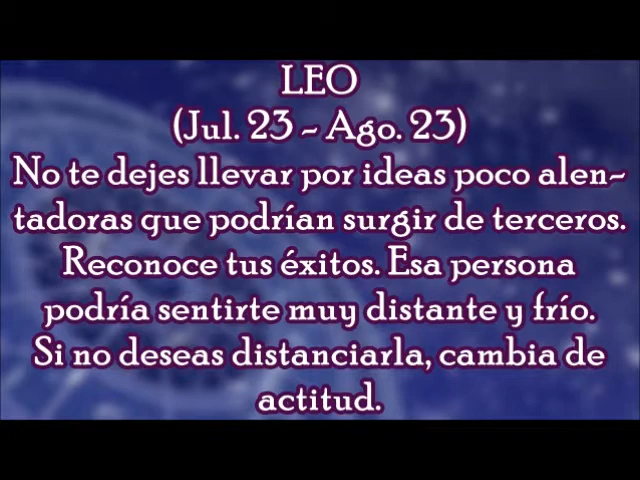 LEO
(Jul. 23 - Ago. 23)
No te dejes llevar por ideas poco alen-
tadoras que podrían surgir de terceros.
Reconoce tus éxitos. Esa persona
podría sentirte muy distante y frío.
Si no deseas distanciarla, cambia de
actitud.